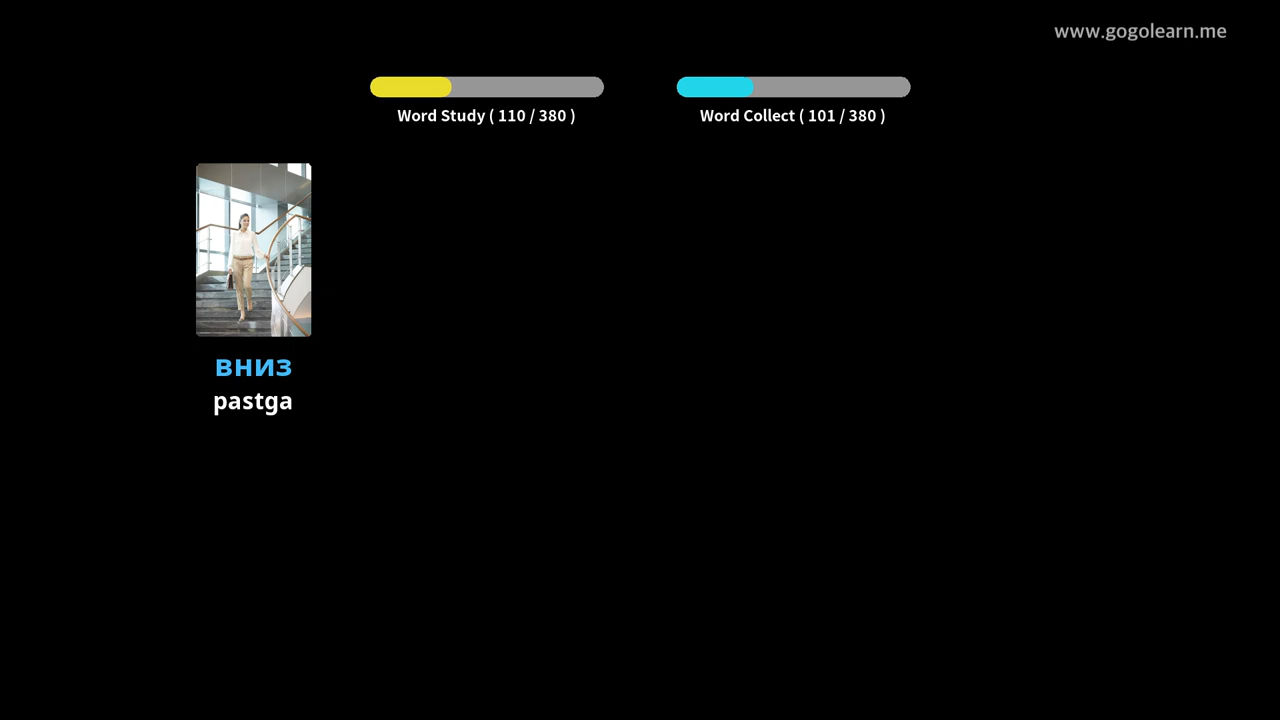 www.gogolearn.me
Word Study ( 110 / 380 )
Word Collect ( 101 / 380 )
вниз
pastga